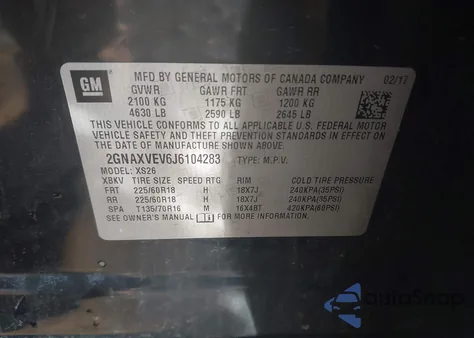 GM
MFD BY GENERAL MOTORS OF CANADA COMPANY 02/17
GVWR GAWR FRT GAWR RR
2100 KG 1175 KG 1200 KG
4630 LB 2590 LB 2645 LB
THIS VEHICLE CONFORMS TO ALL APPLICABLE U.S. FEDERAL
MOTOR VEHICLE SAFETY AND THEFT PREVENTION STANDARDS
IN EFFECT ON THE DATE OF MANUFACTURE SHOWN ABOVE.
2GNAXVEV6J6104283 TYPE: M.P.V.
MODEL: XS26
XBKV TIRE SIZE SPEED RTG RIM COLD TIRE PRESSURE
FRT 225/60R18 H 18X7J 240KPA(35PSI)
RR 225/60R18 H 18X7J 240KPA(35PSI)
SPA T135/70R16 M 16X4BT 420KPA(60PSI)
SEE OWNER'S MANUAL FOR MORE INFORMATION.
AutoSnap